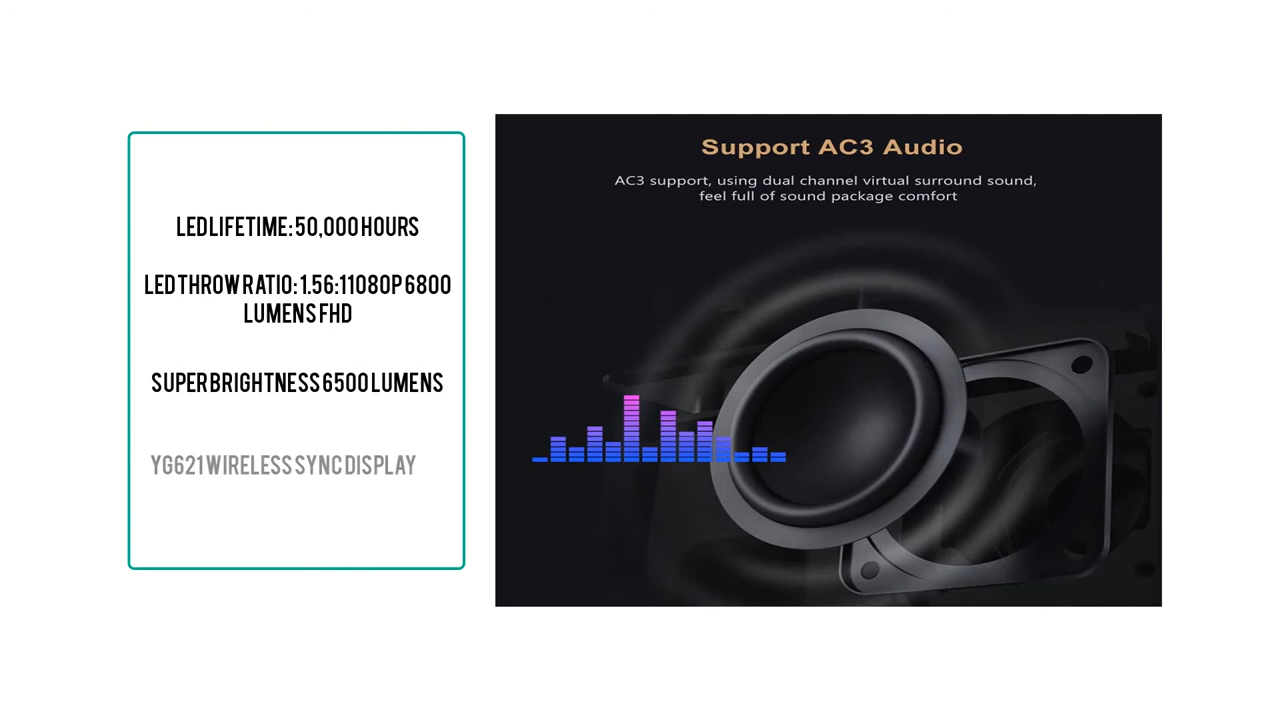 LED LIFETIME: 50,000 HOURS
LED THROW RATIO: 1.56:11080P 6800
LUMENS FHD
SUPER BRIGHTNESS 6500 LUMENS
YG621 WIRELESS SYNC DISPLAY
Support AC3 Audio
AC3 support, using dual channel virtual surround sound,
feel full of sound package comfort